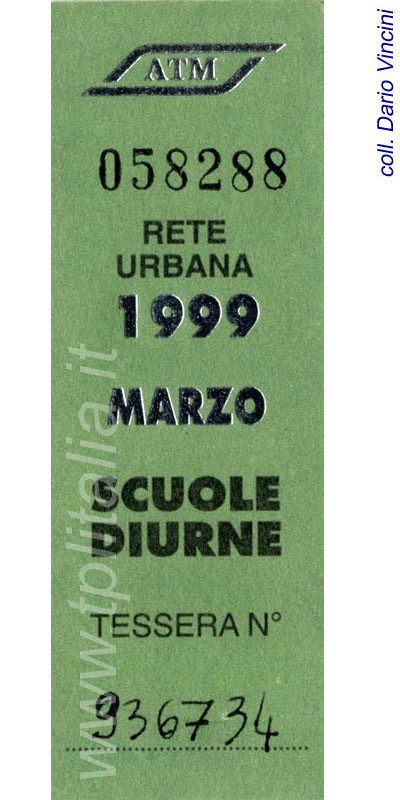 ATM
058288
RETE
URBANA
1999
MARZO
SCUOLE
DIURNE
TESSERA N°
936734
www.tplitalia.it
coll. Dario Vincini